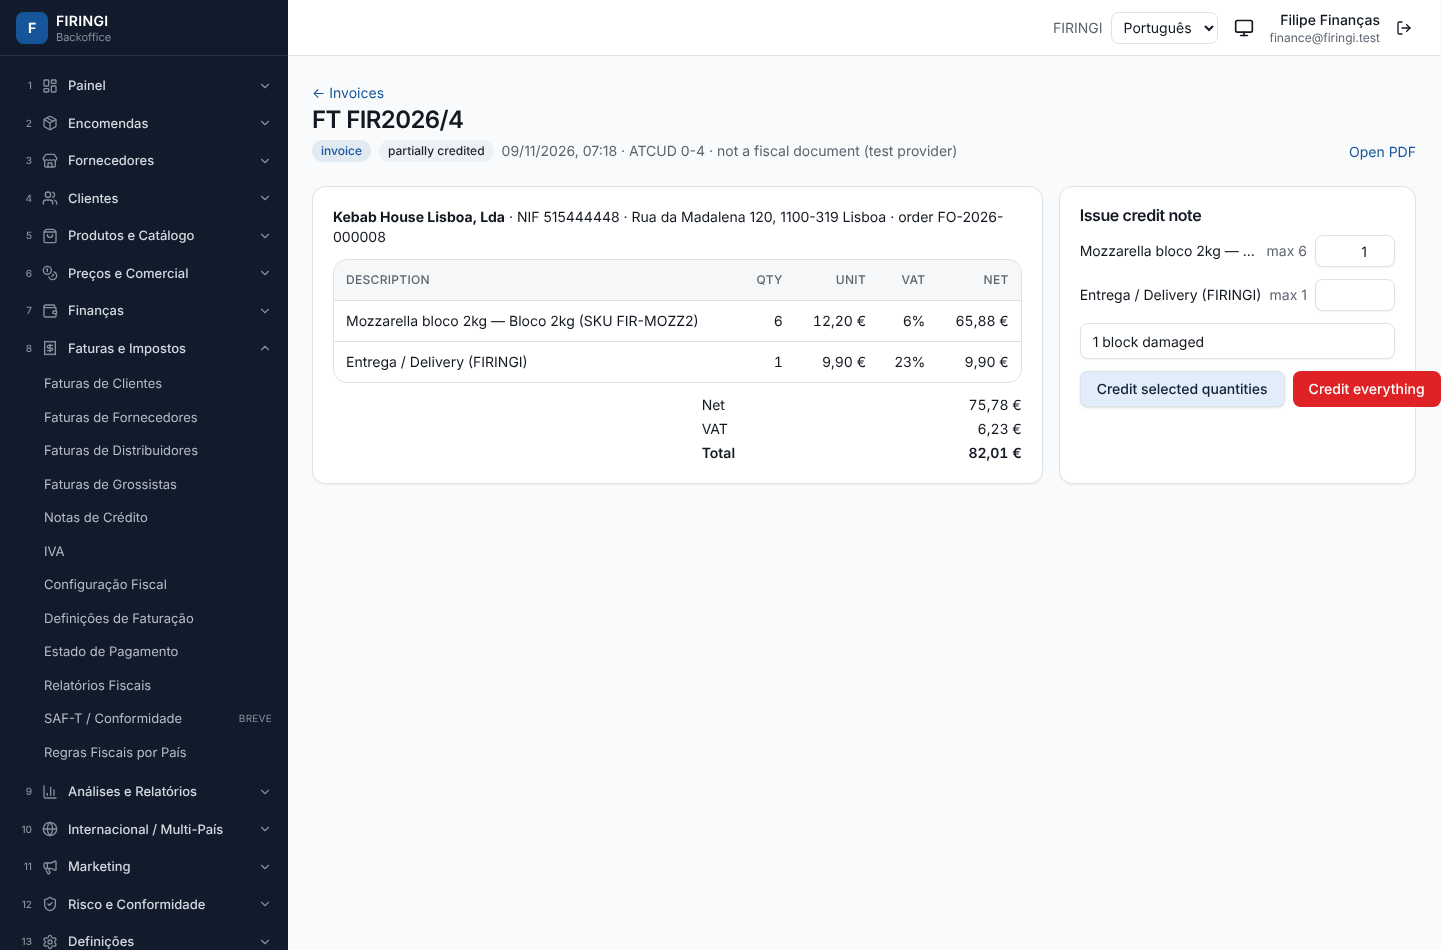 F
FIRINGI
Backoffice
1 Painel
2 Encomendas
3 Fornecedores
4 Clientes
5 Produtos e Catálogo
6 Preços e Comercial
7 Finanças
8 Faturas e Impostos
Faturas de Clientes
Faturas de Fornecedores
Faturas de Distribuidores
Faturas de Grossistas
Notas de Crédito
IVA
Configuração Fiscal
Definições de Faturação
Estado de Pagamento
Relatórios Fiscais
SAF-T / Conformidade BREVE
Regras Fiscais por País
9 Análises e Relatórios
10 Internacional / Multi-País
11 Marketing
12 Risco e Conformidade
13 Definições
FIRINGI Português
Filipe Finanças
finance@firingi.test
← Invoices
FT FIR2026/4
invoice partially credited 09/11/2026, 07:18 · ATCUD 0-4 · not a fiscal document (test provider)
Open PDF
Kebab House Lisboa, Lda · NIF 515444448 · Rua da Madalena 120, 1100-319 Lisboa · order FO-2026-
000008
DESCRIPTION QTY UNIT VAT NET
Mozzarella bloco 2kg — Bloco 2kg (SKU FIR-MOZZ2) 6 12,20 € 6% 65,88 €
Entrega / Delivery (FIRINGI) 1 9,90 € 23% 9,90 €
Net 75,78 €
VAT 6,23 €
Total 82,01 €
Issue credit note
Mozzarella bloco 2kg — ... max 6 1
Entrega / Delivery (FIRINGI) max 1
1 block damaged
Credit selected quantities Credit everything